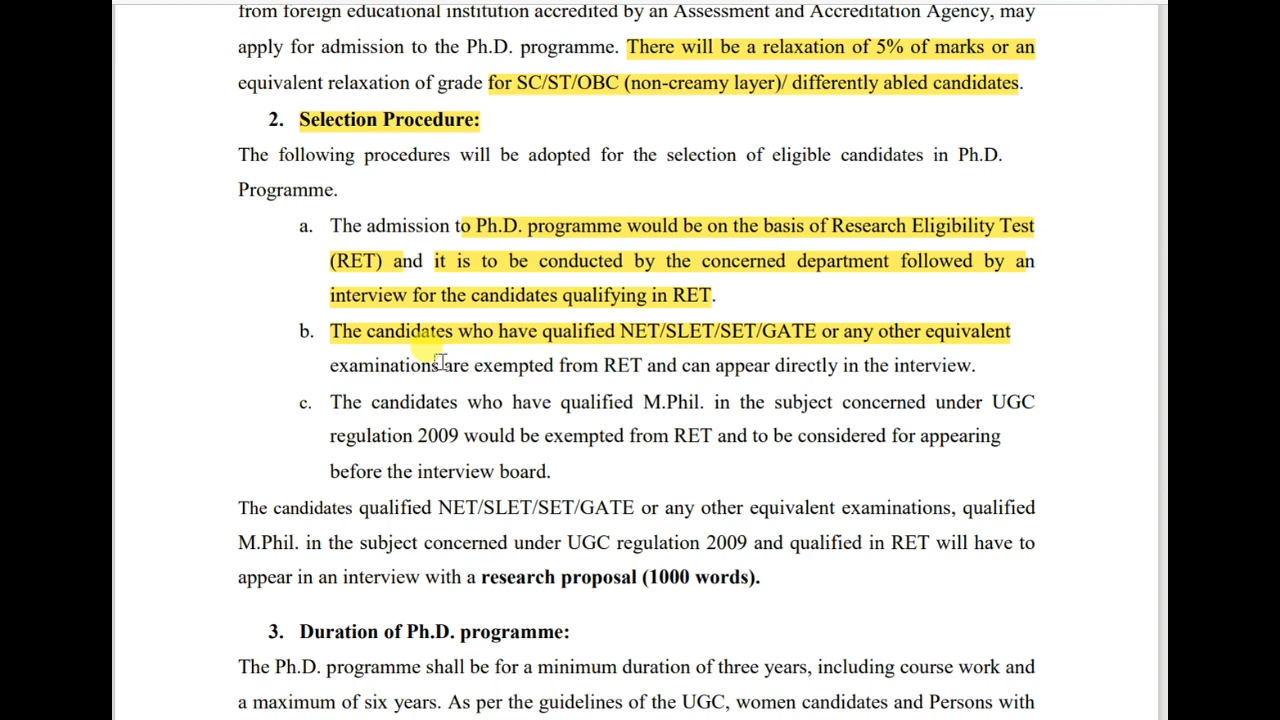 from foreign educational institution accredited by an Assessment and Accreditation Agency, may
apply for admission to the Ph.D. programme. There will be a relaxation of 5% of marks or an
equivalent relaxation of grade for SC/ST/OBC (non-creamy layer)/ differently abled candidates.
2. Selection Procedure:
The following procedures will be adopted for the selection of eligible candidates in Ph.D.
Programme.
a. The admission to Ph.D. programme would be on the basis of Research Eligibility Test
(RET) and it is to be conducted by the concerned department followed by an
interview for the candidates qualifying in RET.
b. The candidates who have qualified NET/SLET/SET/GATE or any other equivalent
examinations are exempted from RET and can appear directly in the interview.
c. The candidates who have qualified M.Phil. in the subject concerned under UGC
regulation 2009 would be exempted from RET and to be considered for appearing
before the interview board.
The candidates qualified NET/SLET/SET/GATE or any other equivalent examinations, qualified
M.Phil. in the subject concerned under UGC regulation 2009 and qualified in RET will have to
appear in an interview with a research proposal (1000 words).
3. Duration of Ph.D. programme:
The Ph.D. programme shall be for a minimum duration of three years, including course work and
a maximum of six years. As per the guidelines of the UGC, women candidates and Persons with